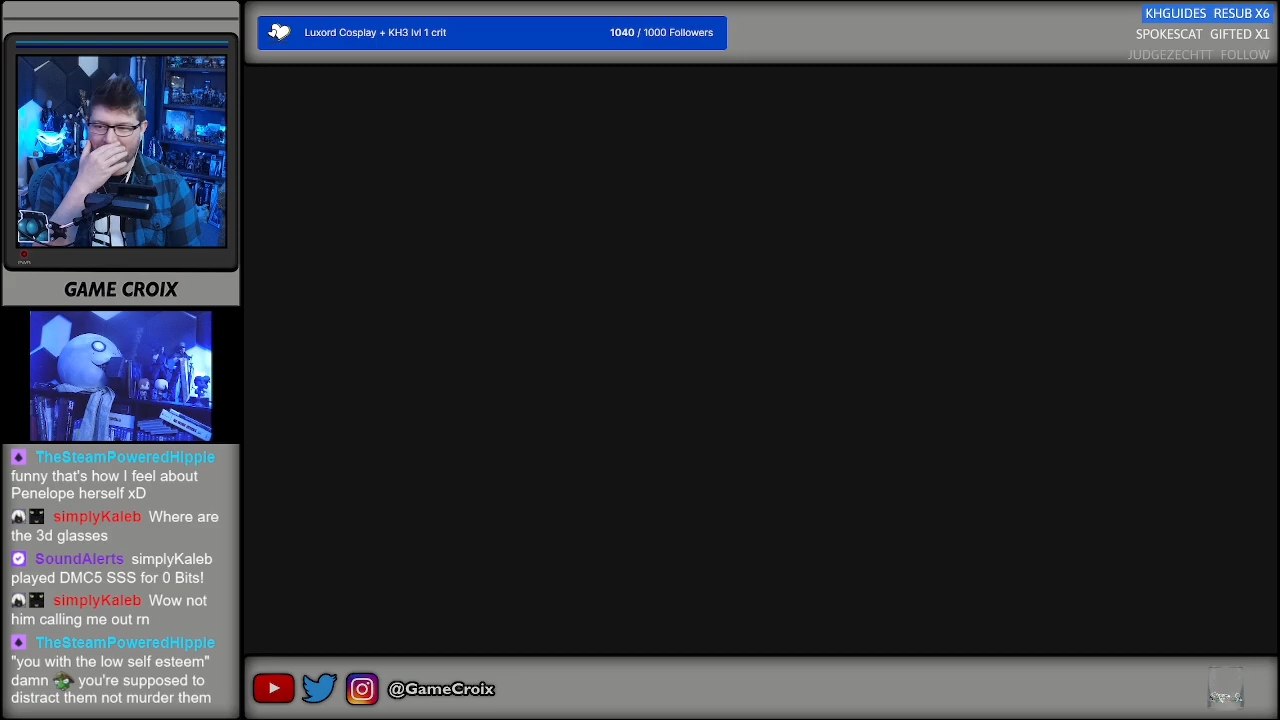 Luxord Cosplay + KH3 lvl 1 crit
1040 / 1000 Followers
KHGUIDES RESUB X6
SPOKESCAT GIFTED X1
JUDGEZECHTT FOLLOW
PWR
GAME CROIX
TheSteamPoweredHippie
funny that's how I feel about
Penelope herself xD
simplyKaleb Where are
the 3d glasses
SoundAlerts simplyKaleb
played DMC5 SSS for 0 Bits!
simplyKaleb Wow not
him calling me out rn
TheSteamPoweredHippie
"you with the low self esteem"
damn you're supposed to
distract them not murder them
@GameCroix